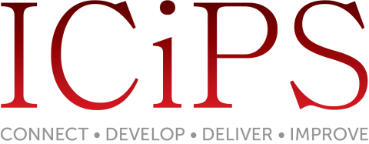 ICiPS
CONNECT • DEVELOP • DELIVER • IMPROVE